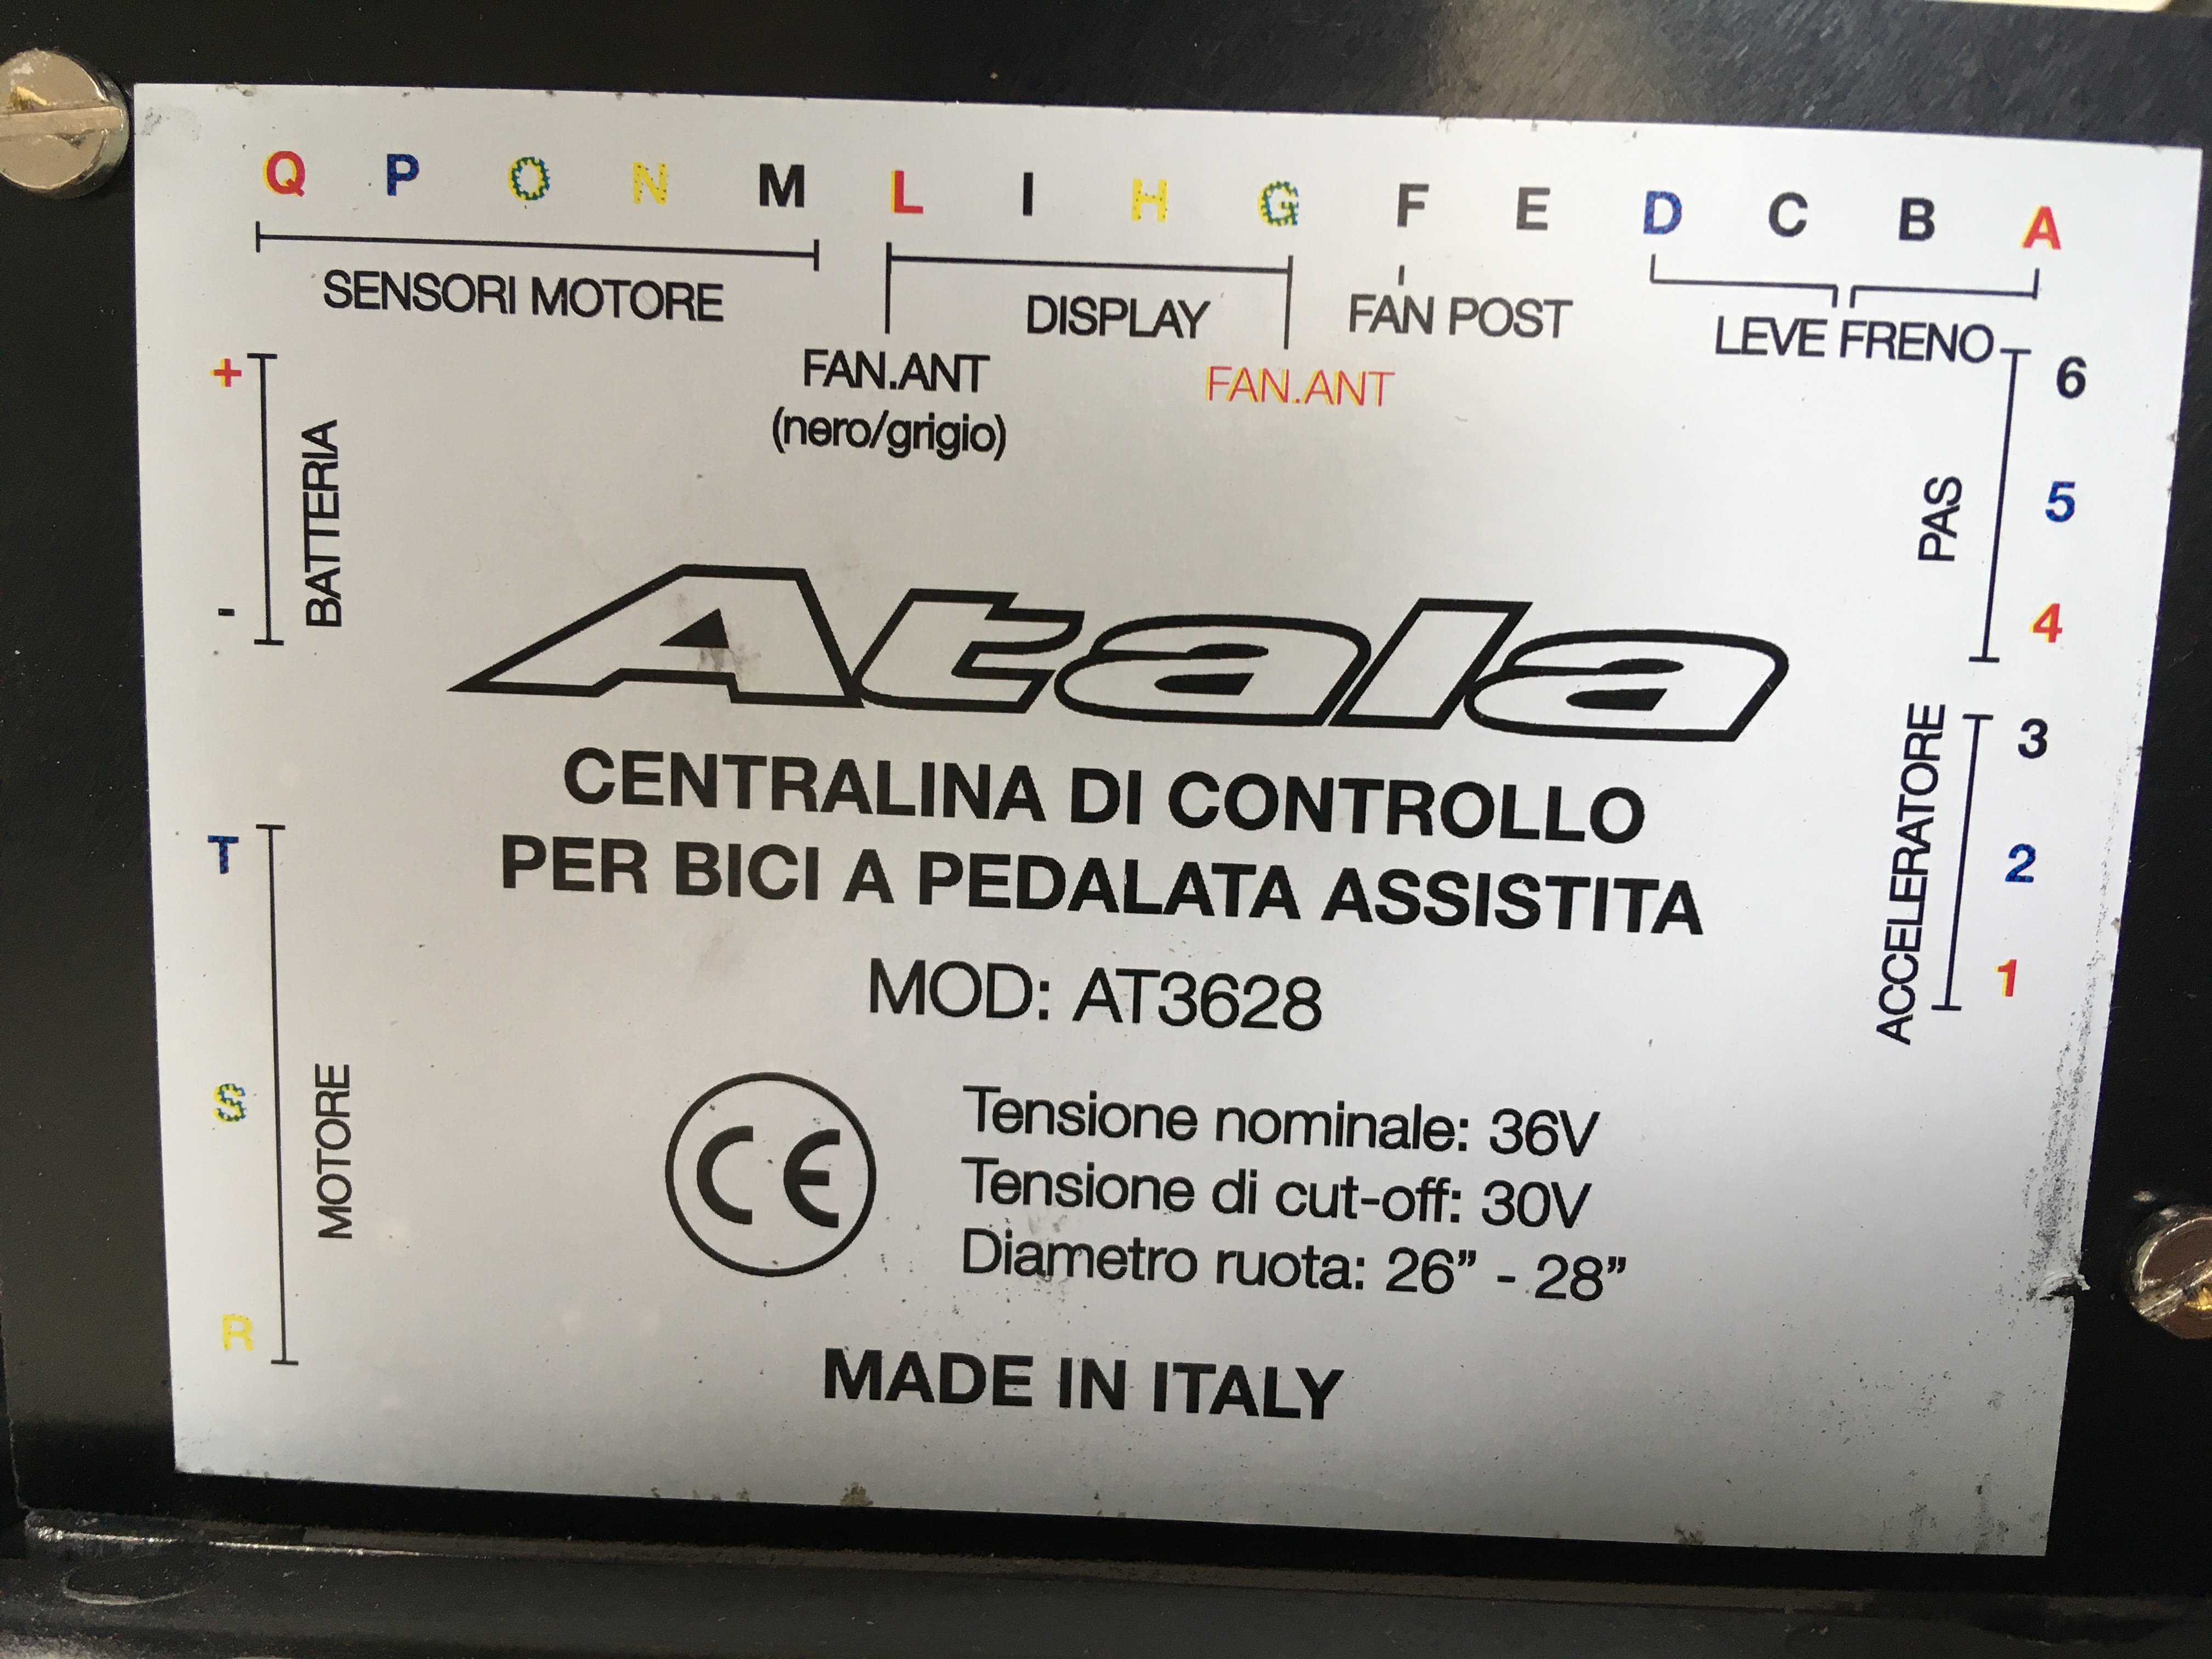 Q P O N M L I H G F E D C B A
SENSORI MOTORE
DISPLAY
FAN POST
LEVE FRENO
FAN.ANT
(nero/grigio)
FAN.ANT
+
-
BATTERIA
6
5
4
PAS
3
2
1
ACCELERATORE
T
S
R
MOTORE
Atala
CENTRALINA DI CONTROLLO
PER BICI A PEDALATA ASSISTITA
MOD: AT3628
CE
Tensione nominale: 36V
Tensione di cut-off: 30V
Diametro ruota: 26” - 28”
MADE IN ITALY